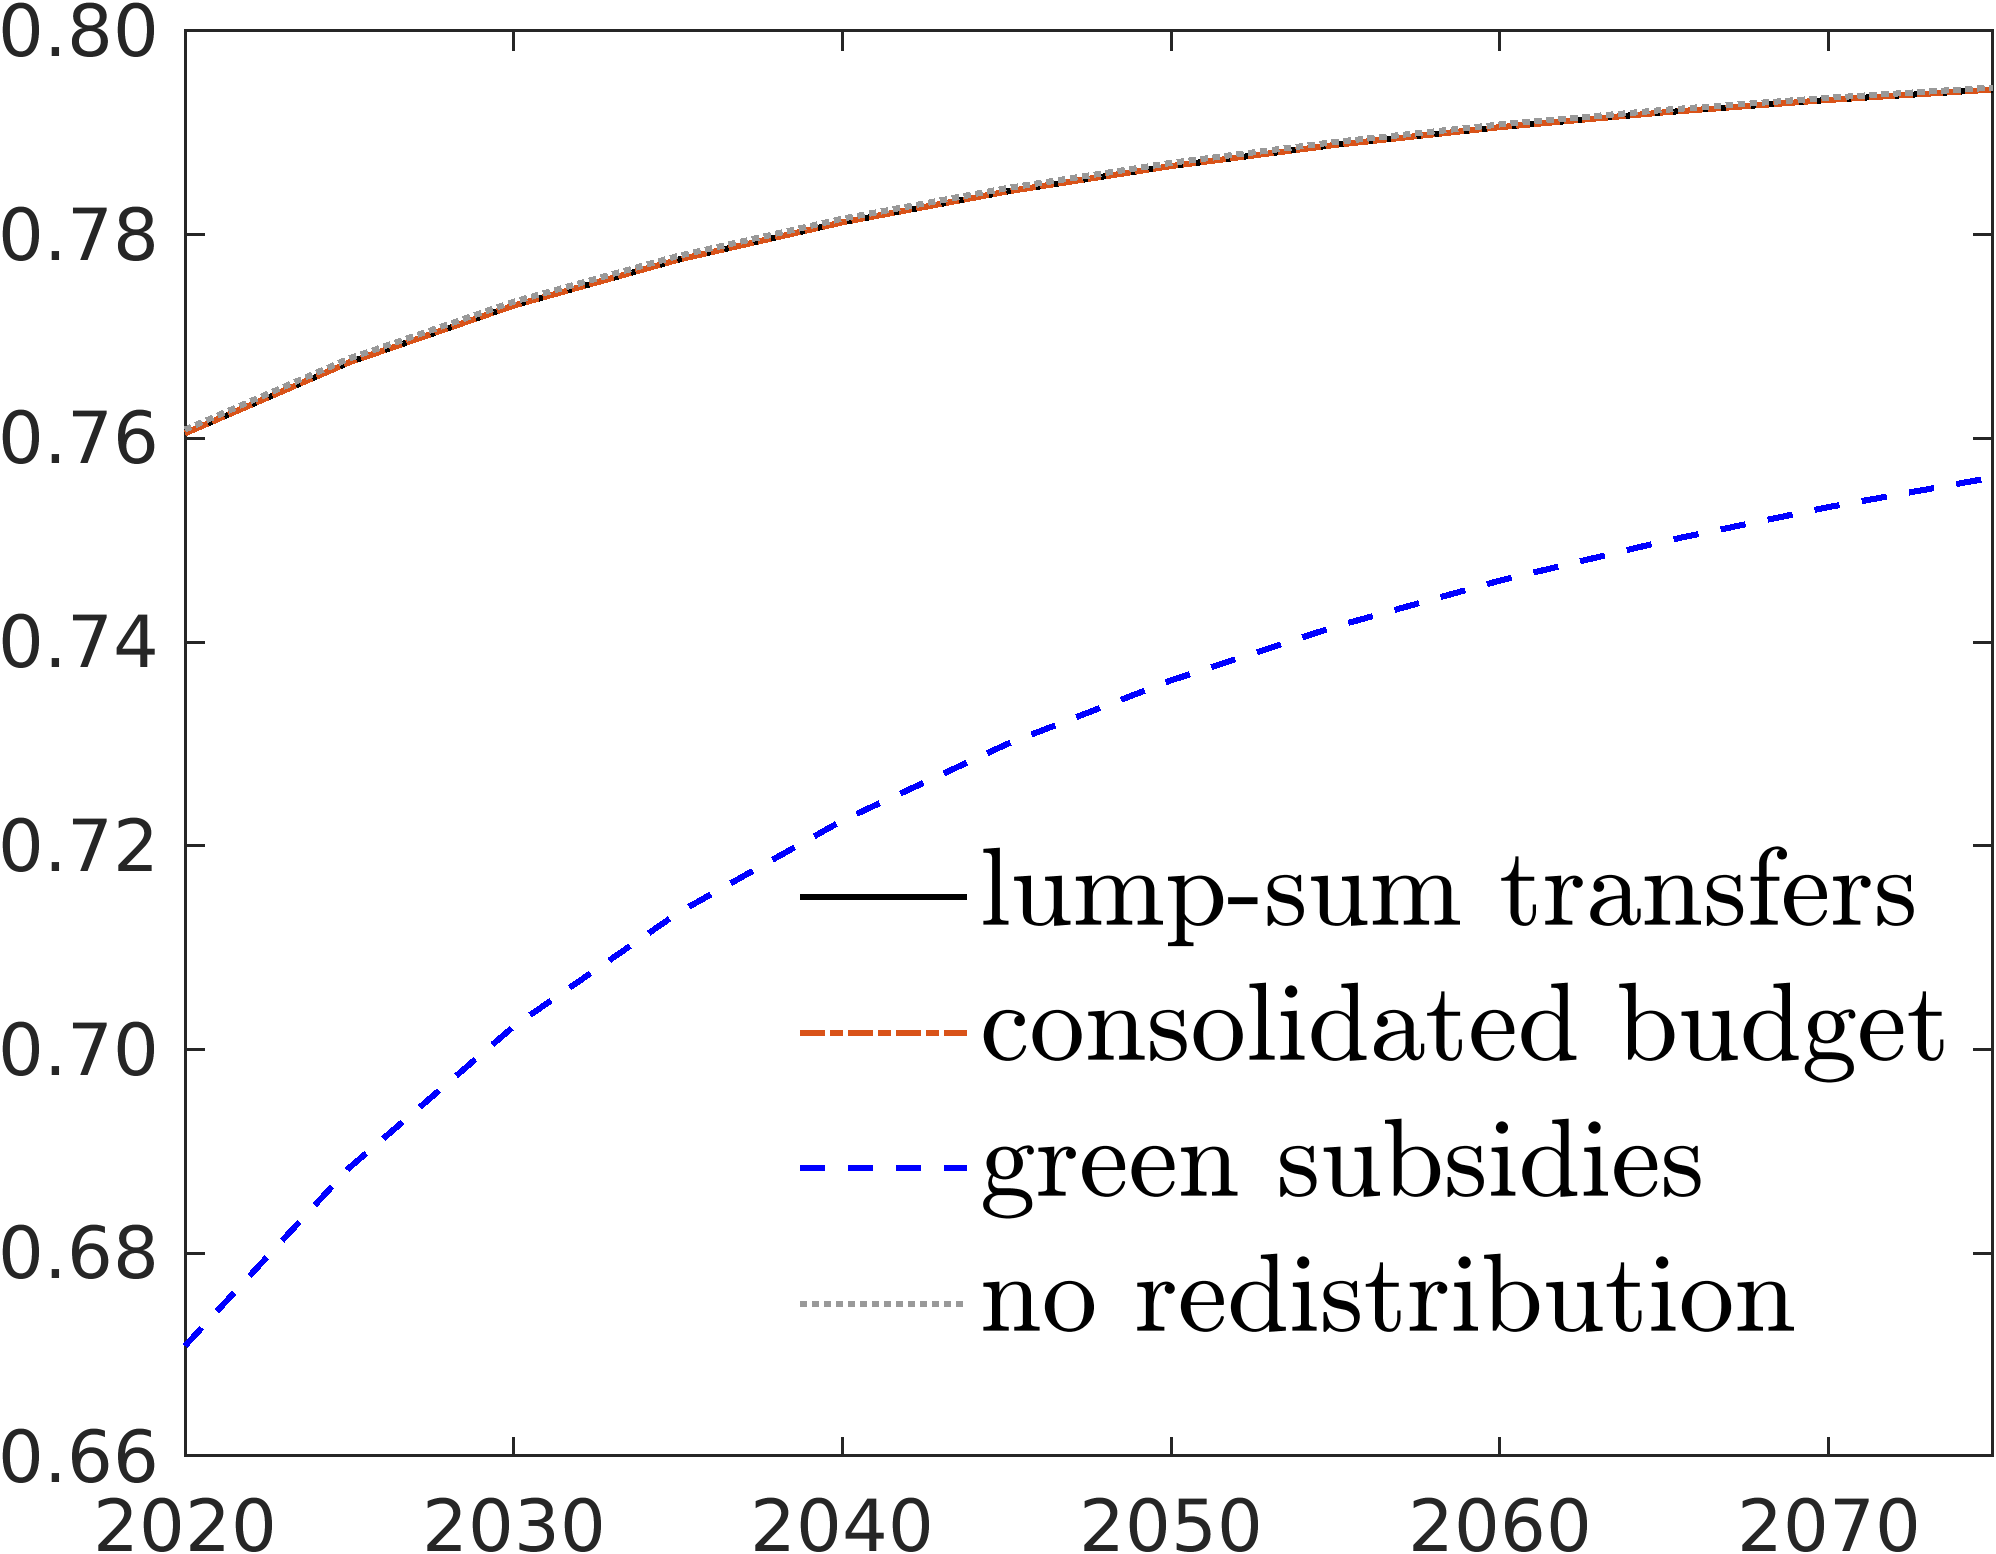 0.80
0.78
0.76
0.74
0.72
0.70
0.68
0.66
2020 2030 2040 2050 2060 2070
lump-sum transfers
consolidated budget
green subsidies
no redistribution